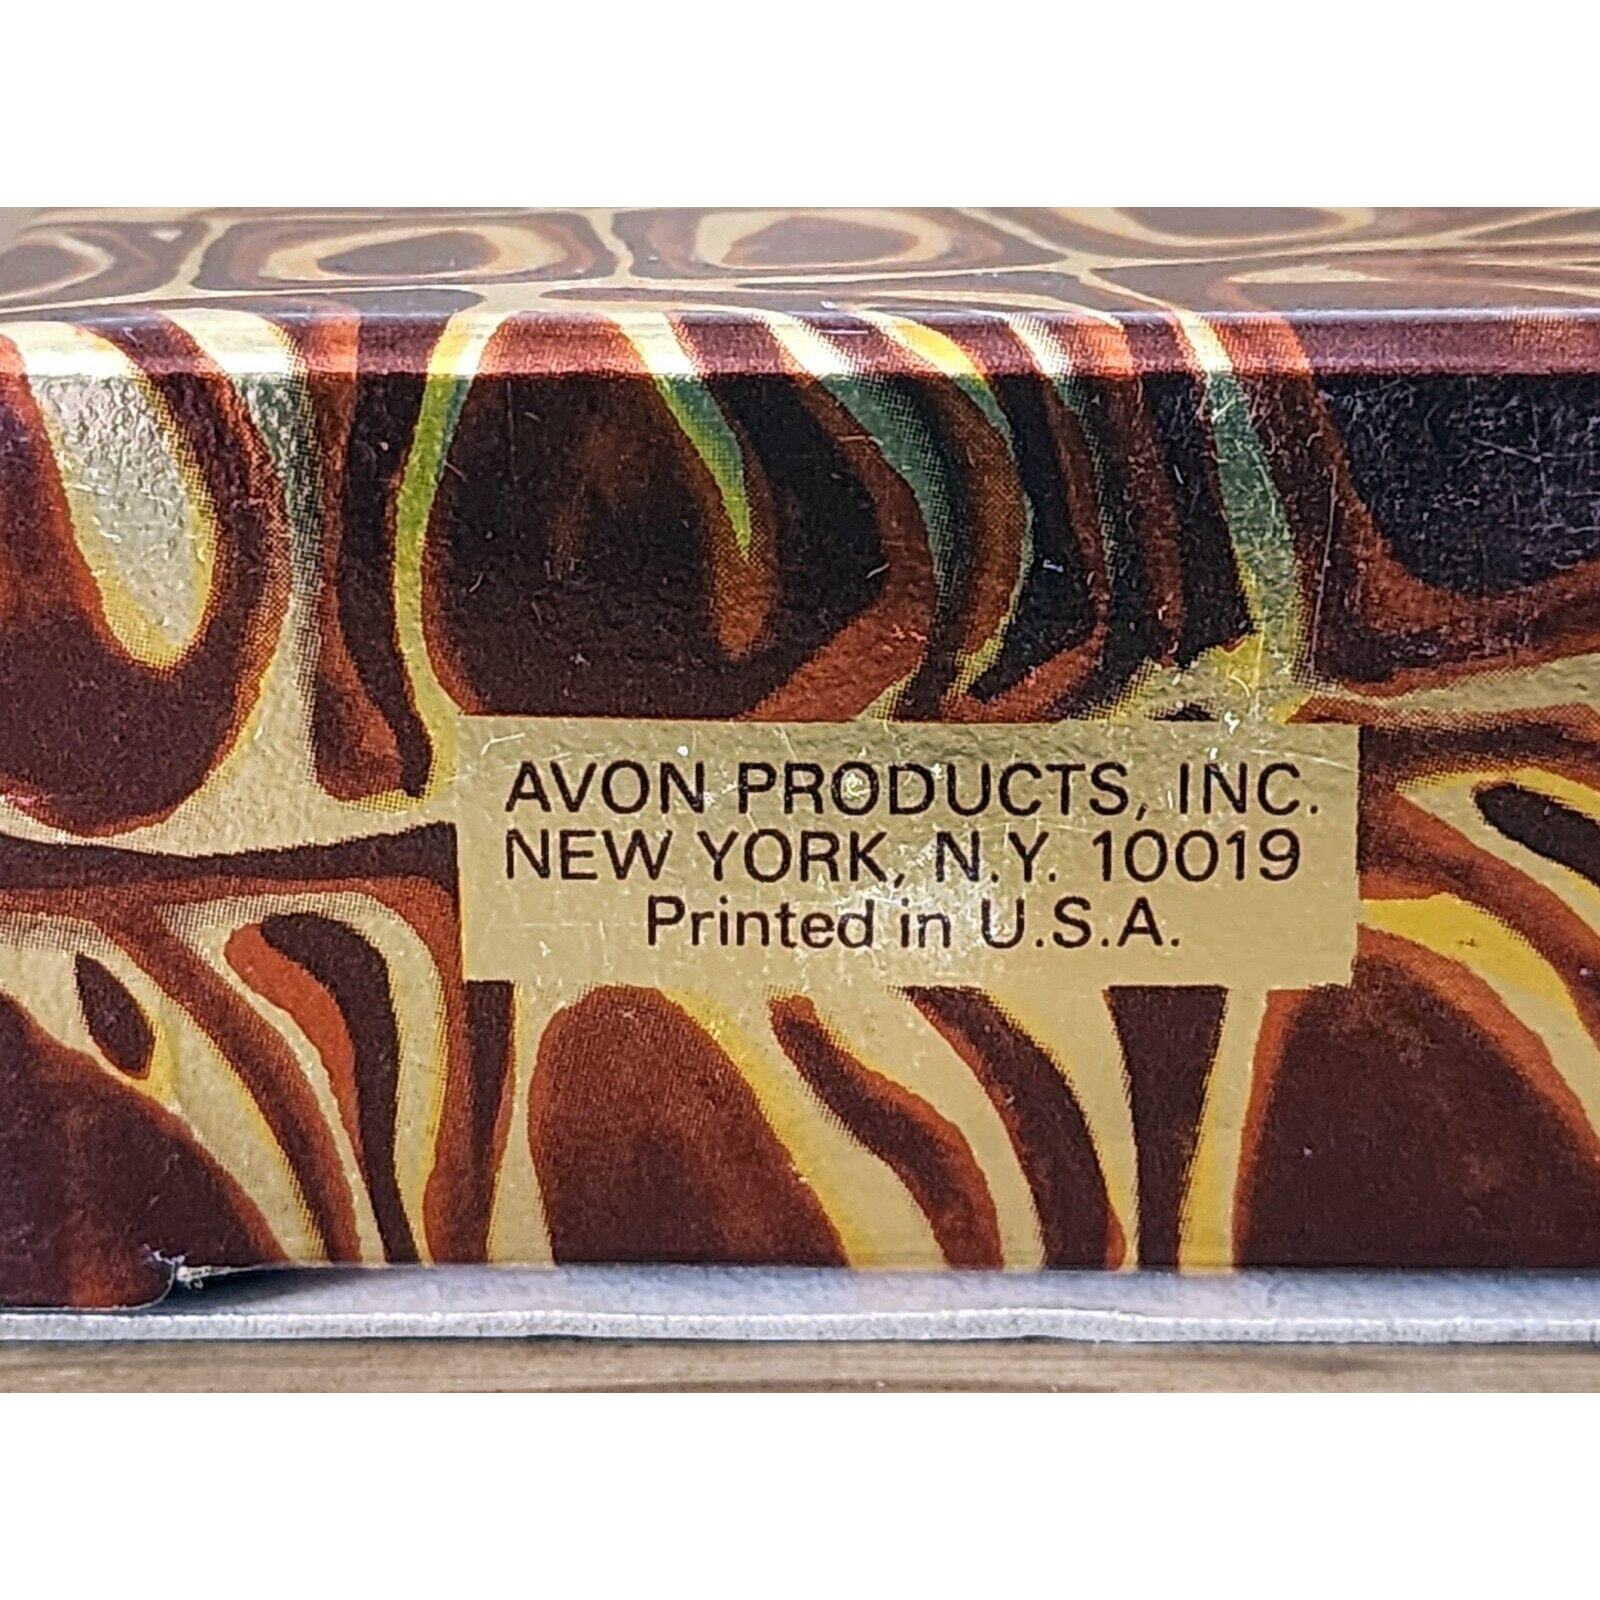 AVON PRODUCTS, INC.
NEW YORK, N.Y. 10019
Printed in U.S.A.